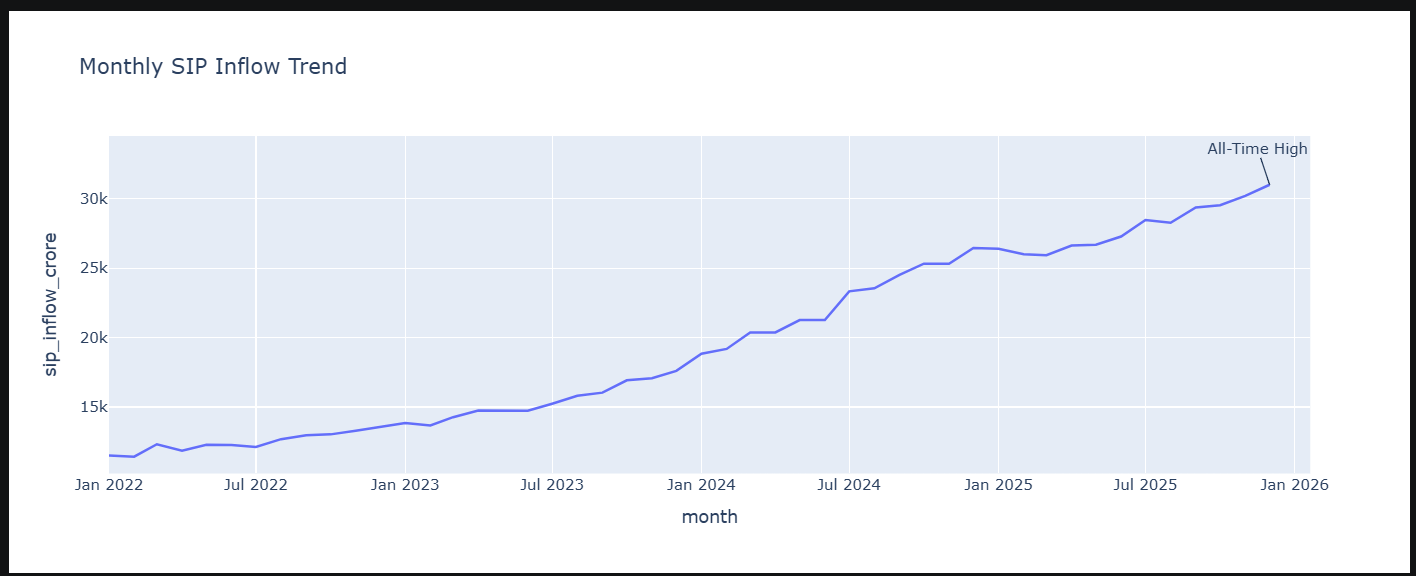 Monthly SIP Inflow Trend
All-Time High
30k
25k
20k
15k
sip_inflow_crore
Jan 2022 Jul 2022 Jan 2023 Jul 2023 Jan 2024 Jul 2024 Jan 2025 Jul 2025 Jan 2026
month